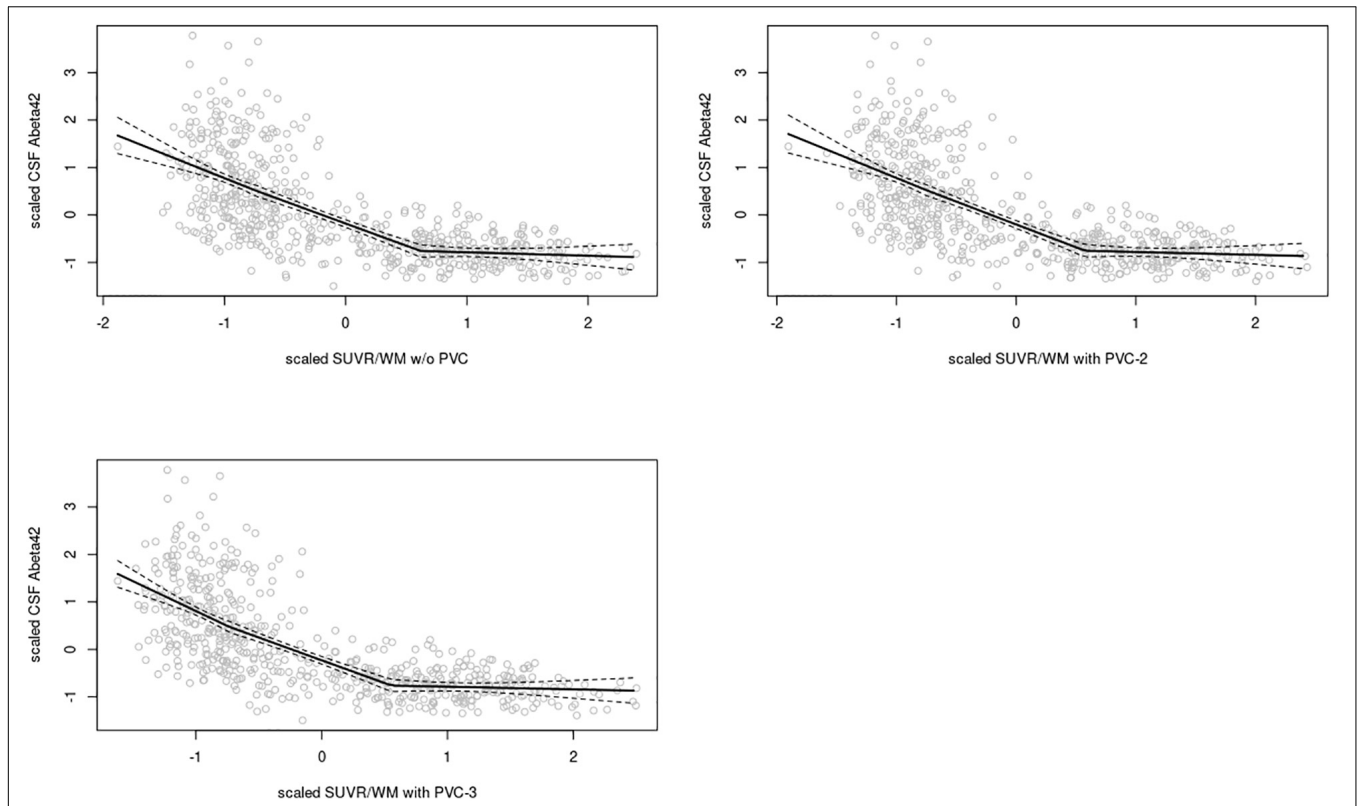 scaled CSF Abeta42
3
2
1
0
-1
-2 -1 0 1 2
scaled SUVR/WM w/o PVC
scaled CSF Abeta42
3
2
1
0
-1
-2 -1 0 1 2
scaled SUVR/WM with PVC-2
scaled CSF Abeta42
3
2
1
0
-1
-1 0 1 2
scaled SUVR/WM with PVC-3